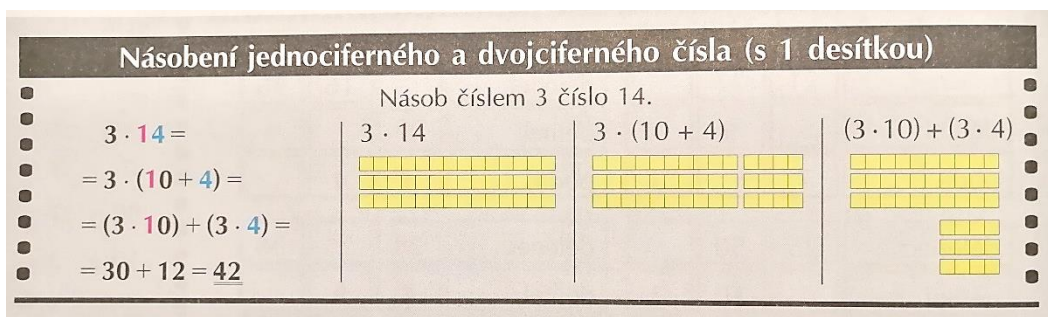 Násobení jednociferného a dvojciferného čísla (s 1 desítkou)
Násob číslem 3 číslo 14.
3 · 14 =
= 3 · (10 + 4) =
= (3 · 10) + (3 · 4) =
= 30 + 12 = 42
3 · 14
3 · (10 + 4)
(3 · 10) + (3 · 4)